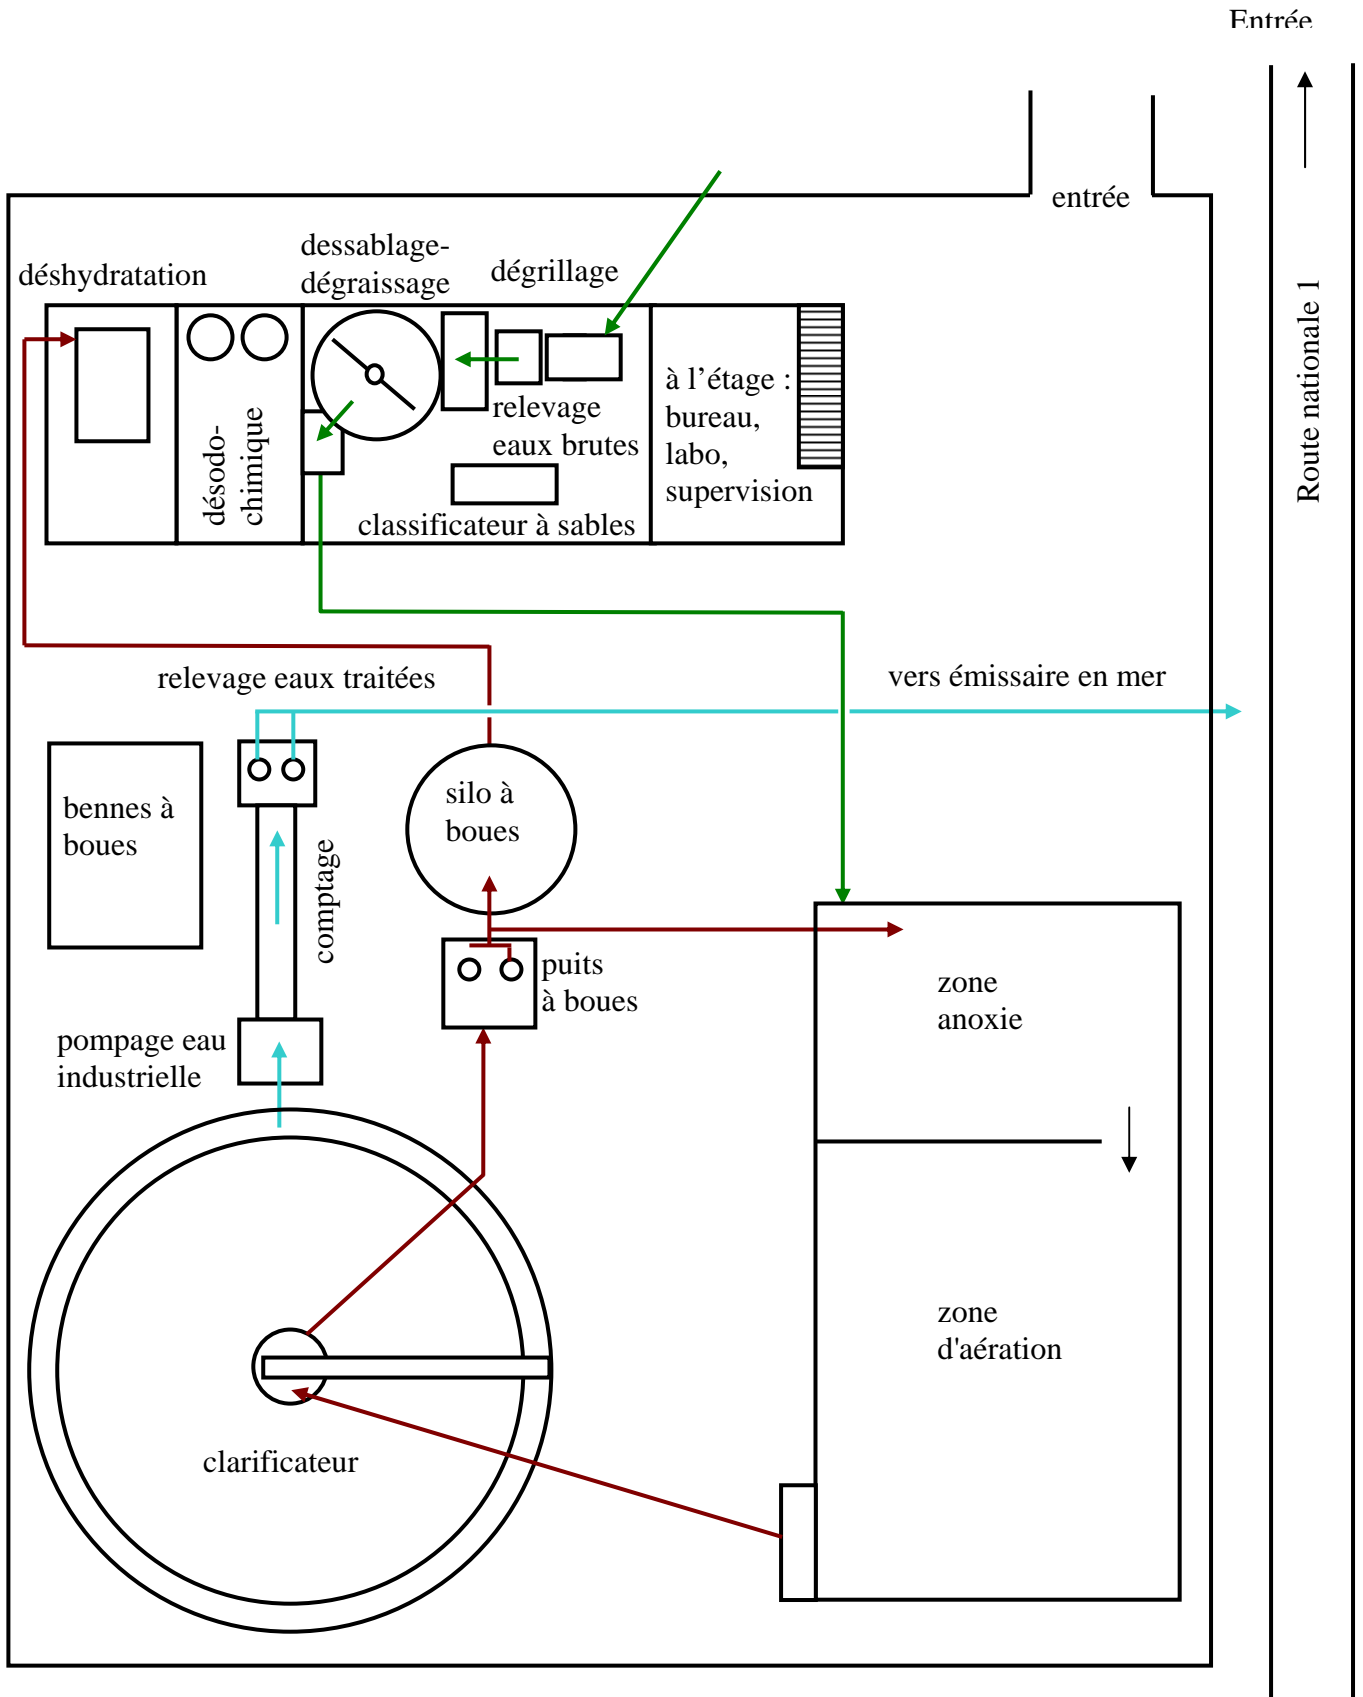 Entrée
entrée
dessablage-
dégraissage
dégrillage
déshydratation
Route nationale 1
à l’étage :
bureau,
labo,
supervision
relevage
eaux brutes
désodo-
chimique
classificateur à sables
relevage eaux traitées
vers émissaire en mer
bennes à
boues
silo à
boues
comptage
puits
à boues
zone
anoxie
pompage eau
industrielle
zone
d'aération
clarificateur